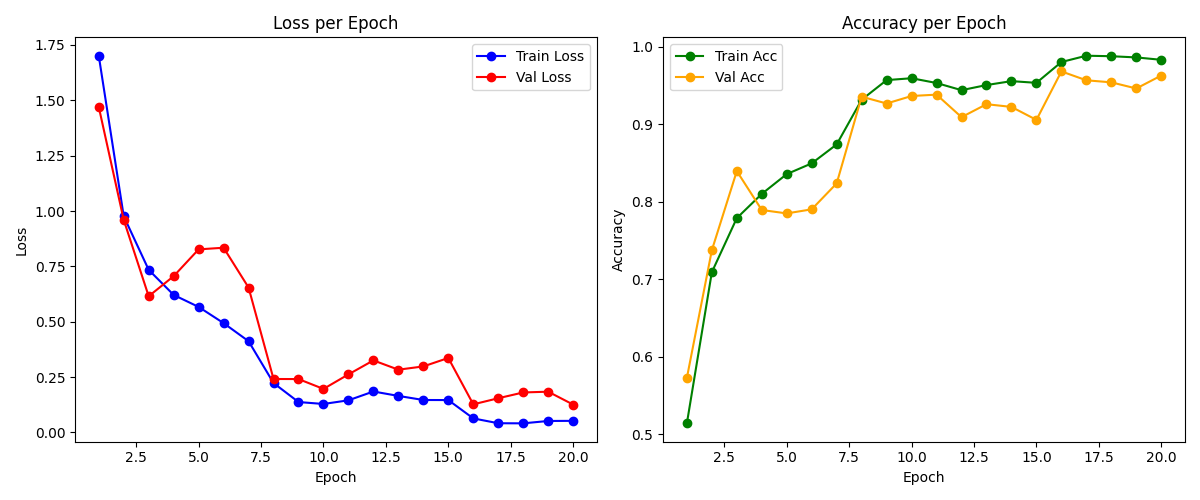 Loss per Epoch
Train Loss
Val Loss
1.75
1.50
1.25
1.00
0.75
0.50
0.25
0.00
Loss
2.5 5.0 7.5 10.0 12.5 15.0 17.5 20.0
Epoch
Accuracy per Epoch
Train Acc
Val Acc
1.0
0.9
0.8
0.7
0.6
0.5
Accuracy
2.5 5.0 7.5 10.0 12.5 15.0 17.5 20.0
Epoch